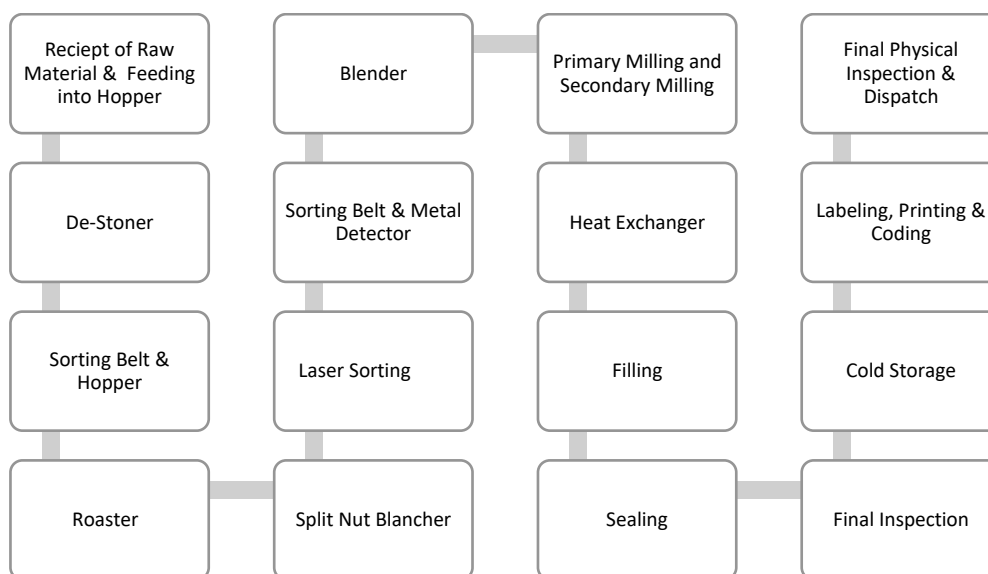 Reciept of Raw
Material &  Feeding
into Hopper
De-Stoner
Sorting Belt &
Hopper
Roaster
Split Nut Blancher
Laser Sorting
Sorting Belt & Metal
Detector
Blender
Primary Milling and
Secondary Milling
Heat Exchanger
Filling
Sealing
Final Inspection
Cold Storage
Labeling, Printing &
Coding
Final Physical
Inspection &
Dispatch